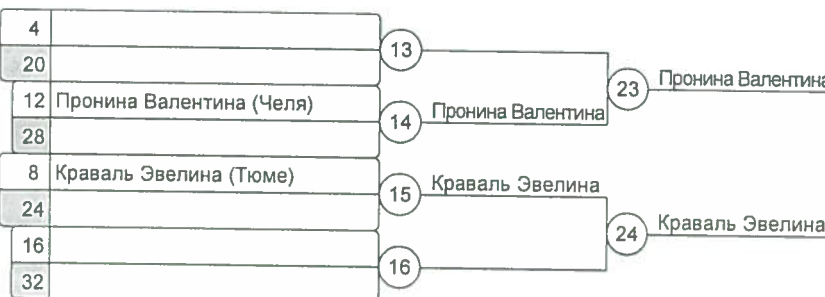 4
20
13
12 Пронина Валентина (Челя)
28
14 Пронина Валентина
23 Пронина Валентина
8 Краваль Эвелина (Тюме)
24
15 Краваль Эвелина
16
32
16
24 Краваль Эвелина